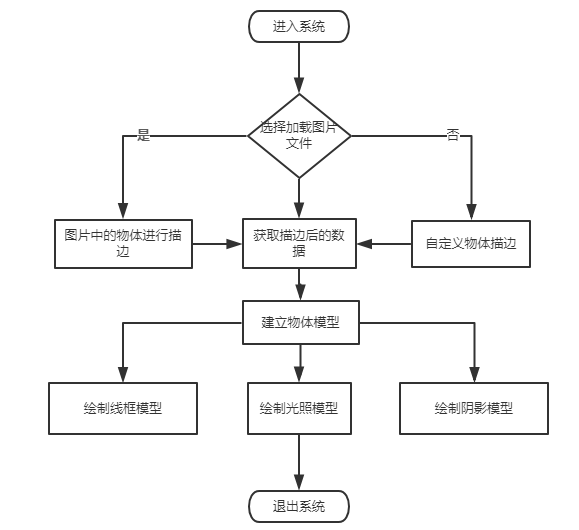 进入系统
选择加载图片
文件
是
否
图片中的物体进行描
边
获取描边后的数
据
自定义物体描边
建立物体模型
绘制线框模型
绘制光照模型
绘制阴影模型
退出系统